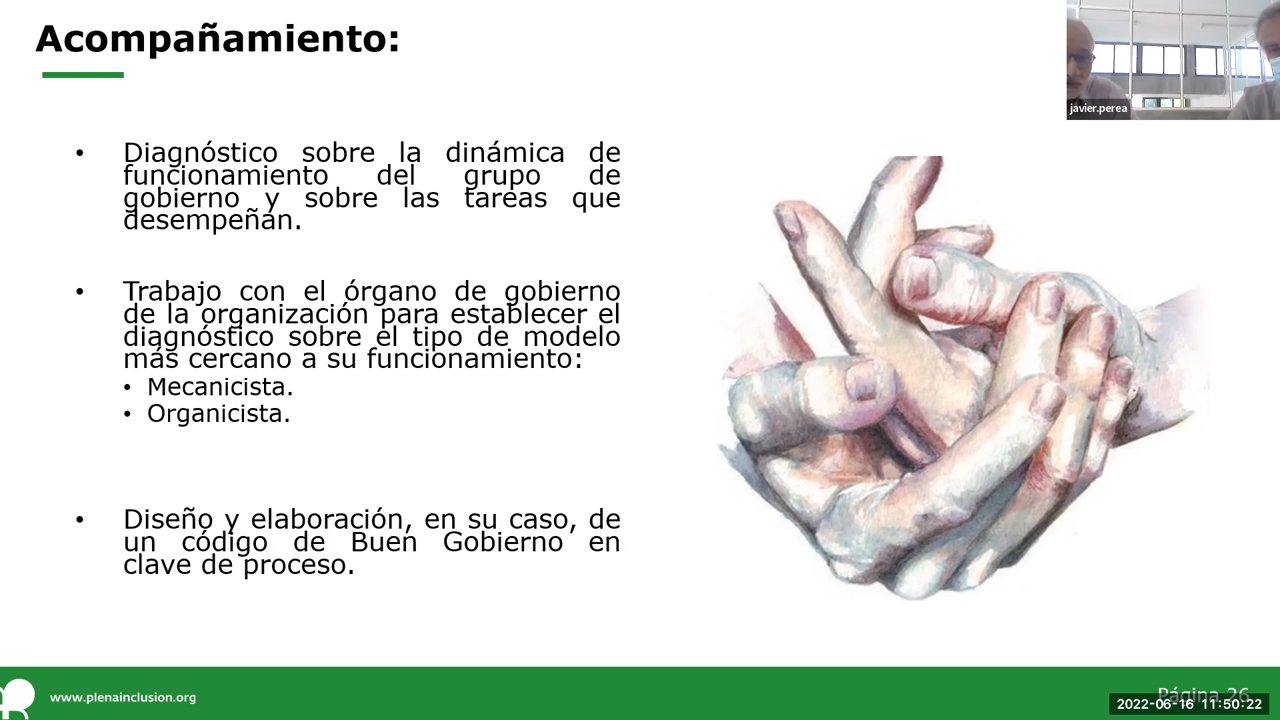 Acompañamiento:
javier.perea
• Diagnóstico sobre la dinámica de
funcionamiento del grupo de
gobierno y sobre las tareas que
desempeñan.
• Trabajo con el órgano de gobierno
de la organización para establecer el
diagnóstico sobre el tipo de modelo
más cercano a su funcionamiento:
• Mecanicista.
• Organicista.
• Diseño y elaboración, en su caso, de
un código de Buen Gobierno en
clave de proceso.
www.plenainclusion.org
Página 26
2022-06-16 11:50:22